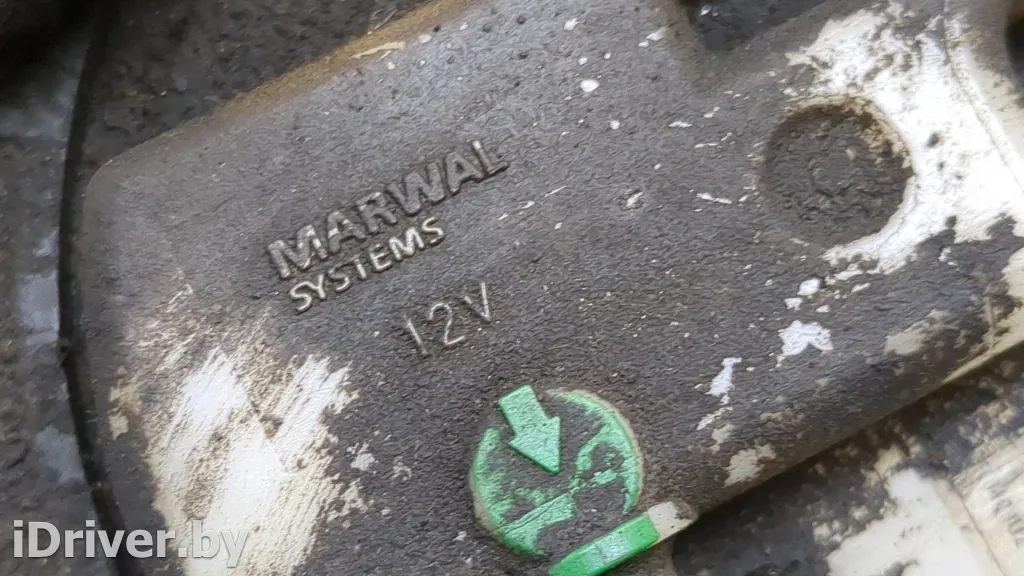 MARWAL
SYSTEMS
12V
iDriver.by